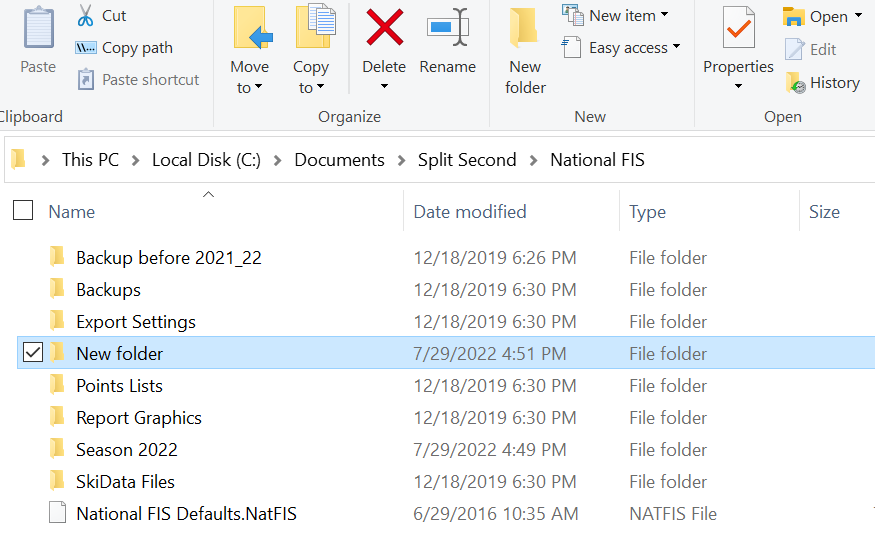 Cut
Copy path
Paste shortcut
Paste
Clipboard
Move to
Copy to
Delete
Rename
Organize
New folder
New item
Easy access
New
Properties
Open
Edit
History
Open
This PC > Local Disk (C:) > Documents > Split Second > National FIS
Name Date modified Type Size
Backup before 2021_22 12/18/2019 6:26 PM File folder
Backups 12/18/2019 6:30 PM File folder
Export Settings 12/18/2019 6:30 PM File folder
New folder 7/29/2022 4:51 PM File folder
Points Lists 12/18/2019 6:30 PM File folder
Report Graphics 12/18/2019 6:30 PM File folder
Season 2022 7/29/2022 4:49 PM File folder
SkiData Files 12/18/2019 6:30 PM File folder
National FIS Defaults.NatFIS 6/29/2016 10:35 AM NATFIS File